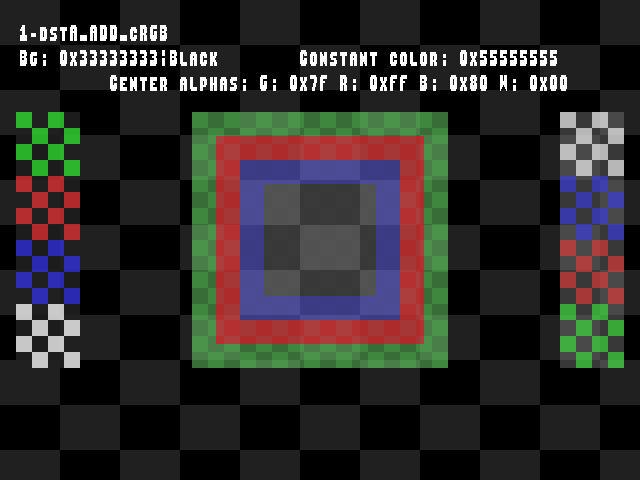 1-dstA_ADD_cRGB
Bg: 0x33333333¦Black Constant color: 0x55555555
Center alphas: G: 0x7f R: 0xff B: 0x80 W: 0x00